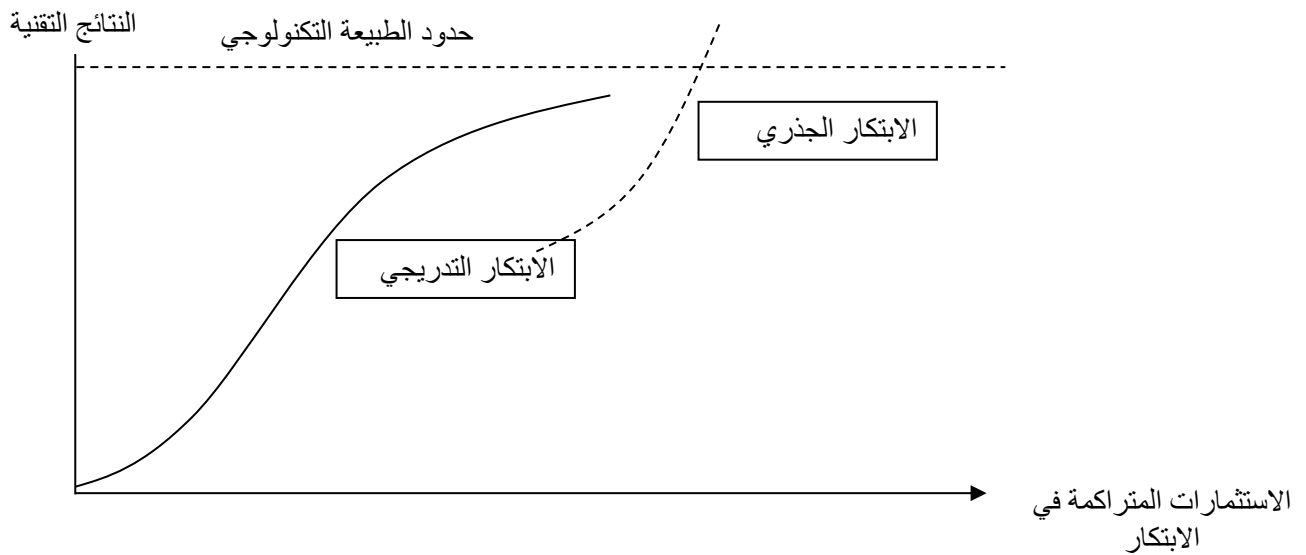 النتائج التقنية
حدود الطبيعة التكنولوجي
الابتكار الجذري
الابتكار التدريجي
الاستثمارات المتراكمة في
الابتكار